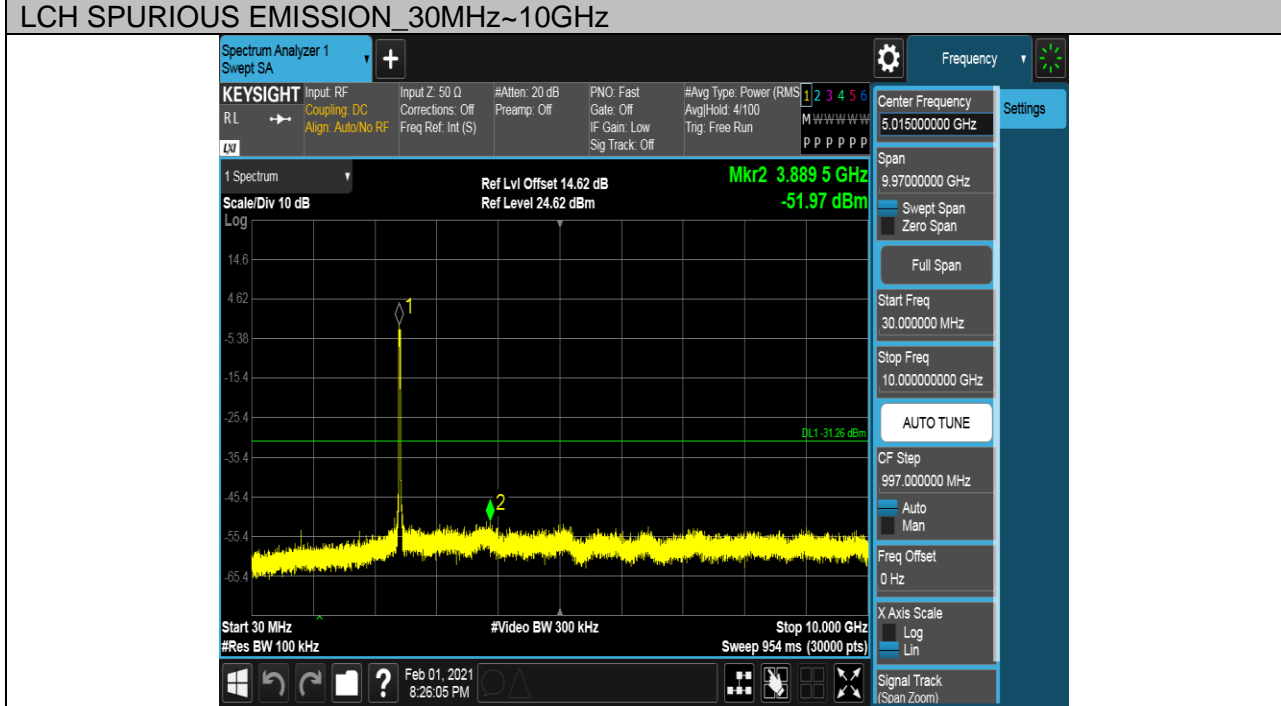 LCH SPURIOUS EMISSION_30MHz~10GHz
Spectrum Analyzer 1
Swept SA
+
Frequency
KEYSIGHT
RL
LXI
Input: RF
Coupling: DC
Align: Auto/No RF
Input Z: 50 Ω
Corrections: Off
Freq Ref: Int (S)
#Atten: 20 dB
Preamp: Off
PNO: Fast
Gate: Off
IF Gain: Low
Sig Track: Off
#Avg Type: Power (RMS
Avg|Hold: 4/100
Trig: Free Run
1 2 3 4 5 6
M W W W W W
P P P P P P
1 Spectrum
Scale/Div 10 dB
Ref Lvl Offset 14.62 dB
Ref Level 24.62 dBm
Mkr2 3.889 5 GHz
-51.97 dBm
Log
14.6
4.62
-5.38
-15.4
-25.4
-35.4
-45.4
-55.4
-65.4
1
2
DL1 -31.26 dBm
Start 30 MHz
#Res BW 100 kHz
#Video BW 300 kHz
Stop 10.000 GHz
Sweep 954 ms (30000 pts)
Center Frequency
5.015000000 GHz
Settings
Span
9.97000000 GHz
Swept Span
Zero Span
Full Span
Start Freq
30.000000 MHz
Stop Freq
10.000000000 GHz
AUTO TUNE
CF Step
997.000000 MHz
Auto
Man
Freq Offset
0 Hz
X Axis Scale
Log
Lin
Signal Track
(Span Zoom)
?
Feb 01, 2021
8:26:05 PM